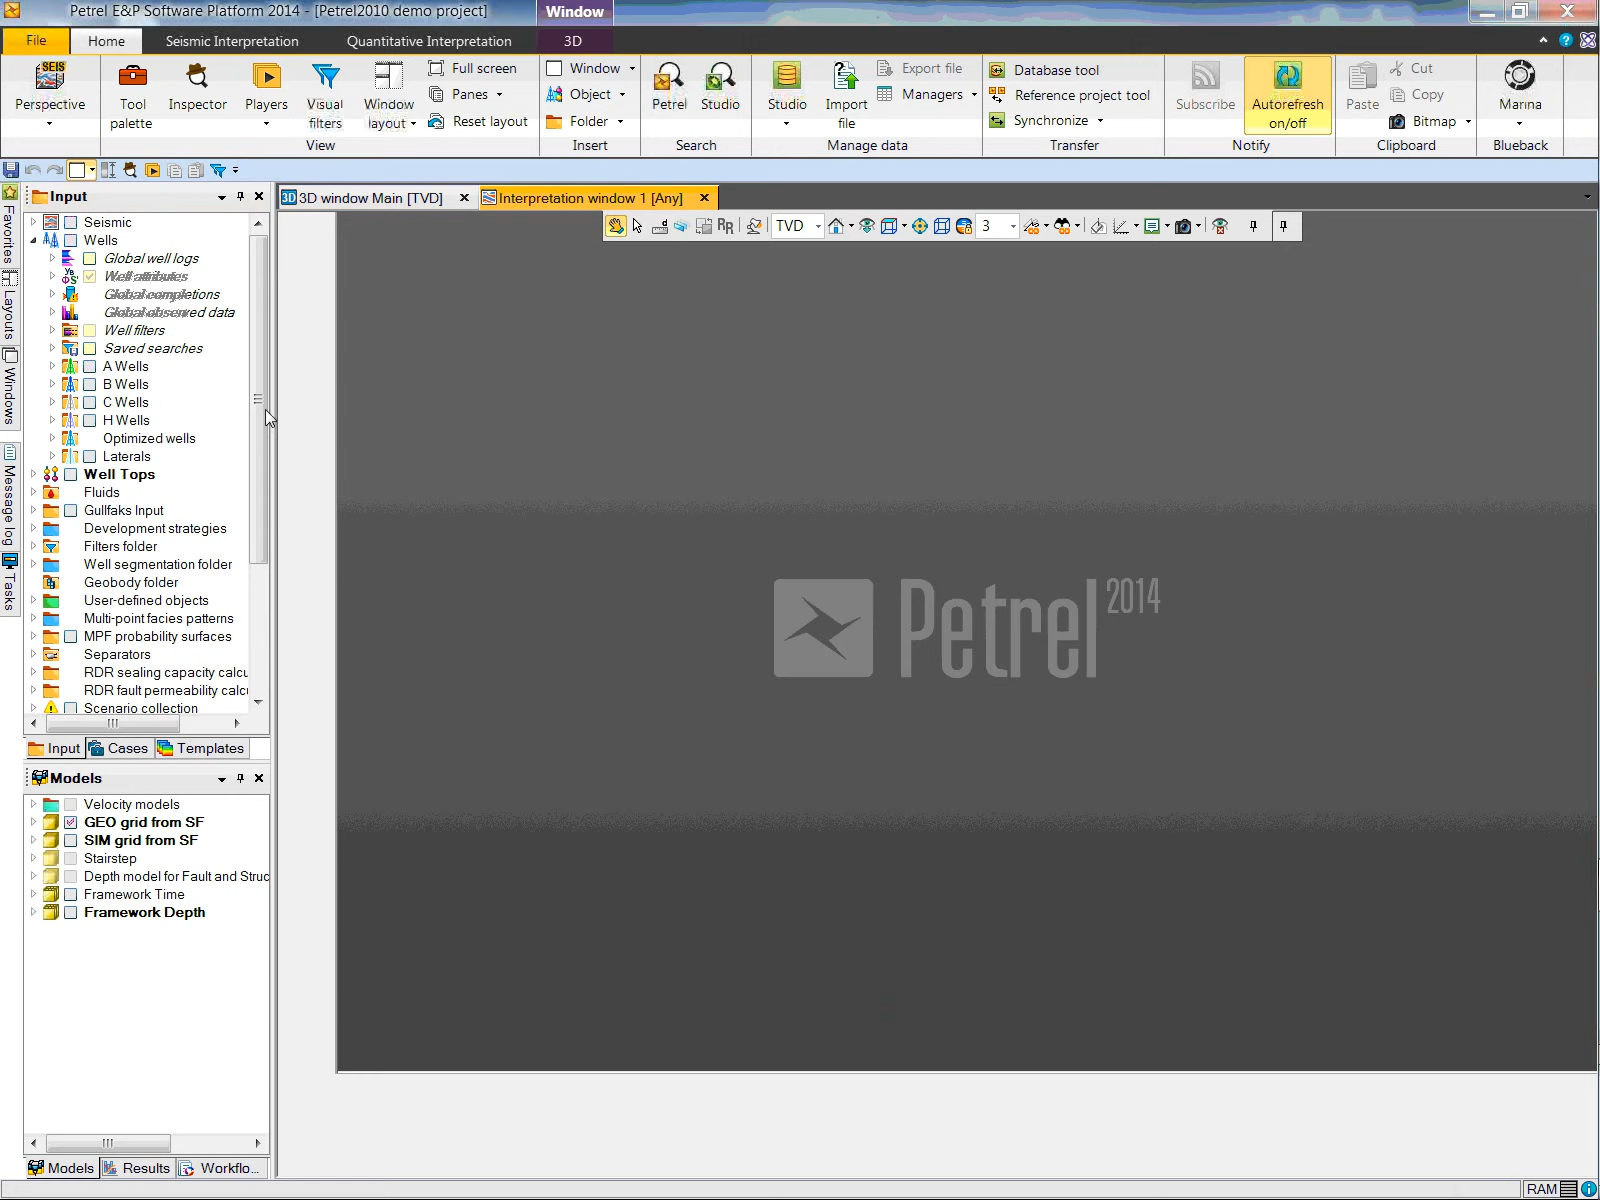 Petrel E&P Software Platform 2014 - [Petrel2010 demo project]
Window
File
Home
Seismic Interpretation
Quantitative Interpretation
3D
SEIS
Perspective
Tool palette
Inspector
Players
Visual filters
Window layout
Full screen
Panes
Reset layout
View
Window
Object
Folder
Insert
Petrel
Studio
Search
Studio
Import file
Export file
Managers
Manage data
Database tool
Reference project tool
Synchronize
Transfer
Subscribe
Autorefresh on/off
Notify
Paste
Cut
Copy
Bitmap
Clipboard
Marina
Blueback
Favorites
Layouts
Windows
Message log
Tasks
Input
Seismic
Wells
Global well logs
Well attributes
Global completions
Global observed data
Well filters
Saved searches
A Wells
B Wells
C Wells
H Wells
Optimized wells
Laterals
Well Tops
Fluids
Gullfaks Input
Development strategies
Filters folder
Well segmentation folder
Geobody folder
User-defined objects
Multi-point facies patterns
MPF probability surfaces
Separators
RDR sealing capacity calcu
RDR fault permeability calcu
Scenario collection
Input
Cases
Templates
Models
Velocity models
GEO grid from SF
SIM grid from SF
Stairstep
Depth model for Fault and Struc
Framework Time
Framework Depth
Models
Results
Workflo...
3D 3D window Main [TVD]
Interpretation window 1 [Any]
RR
TVD
3
Petrel 2014
RAM